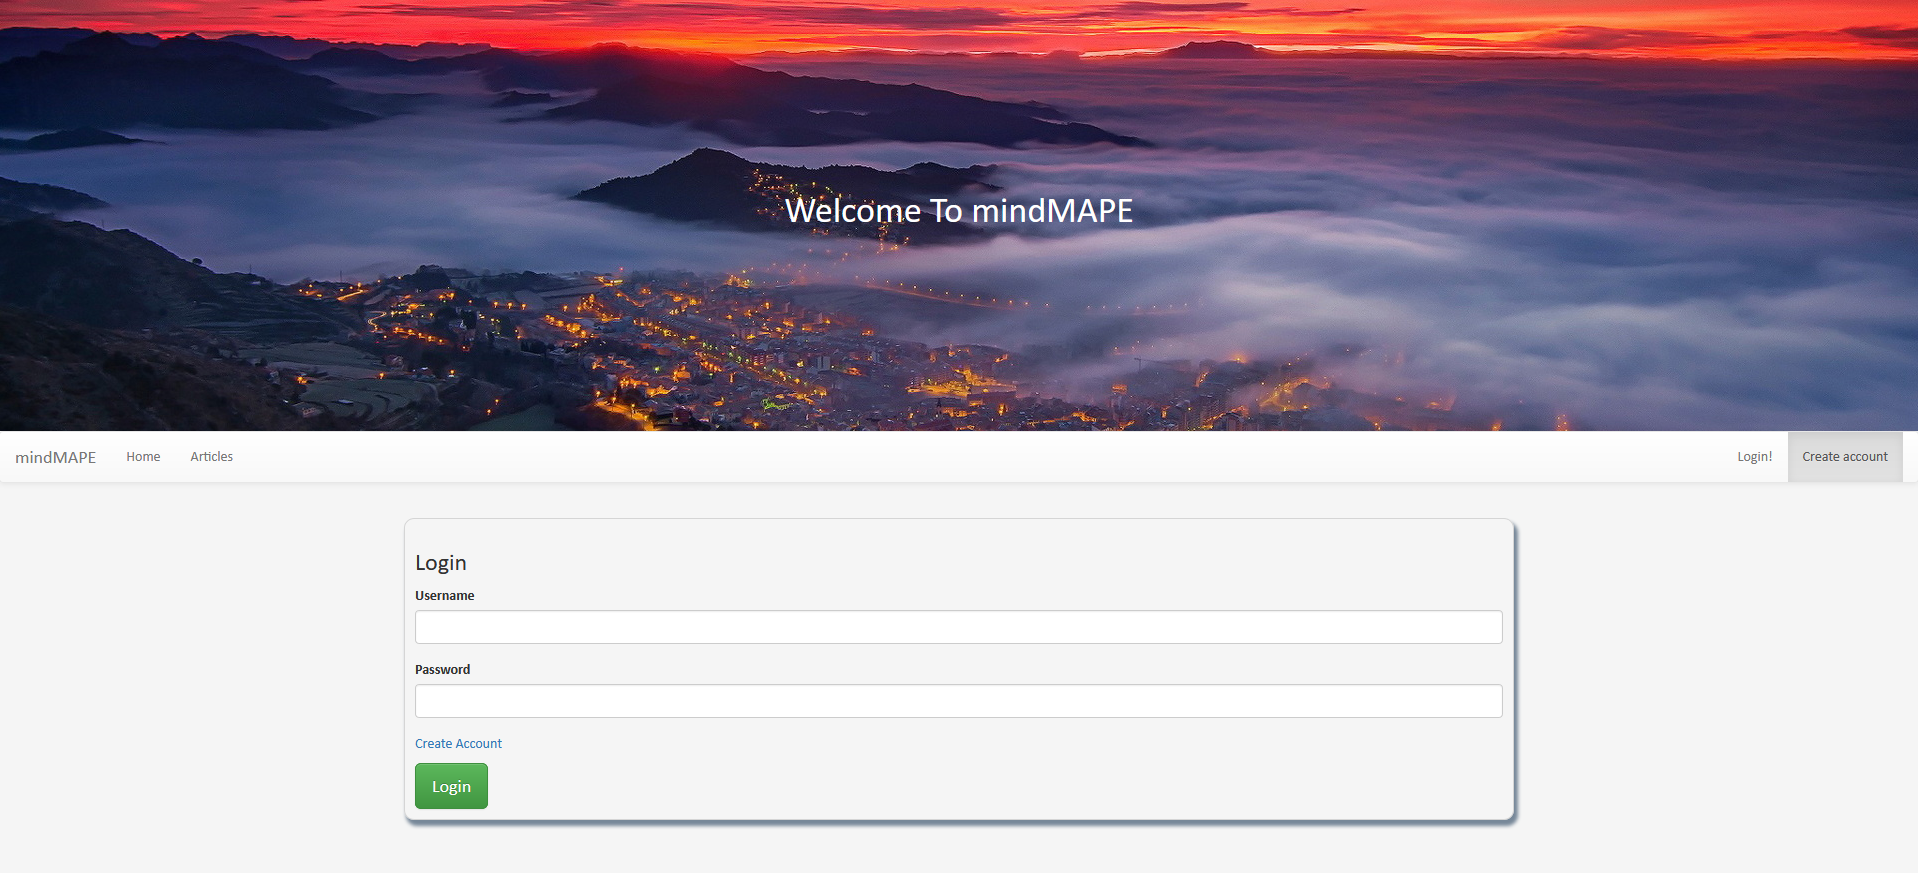 Welcome To mindMAPE
mindMAPE Home Articles Login! Create account
Login
Username
Password
Create Account
Login